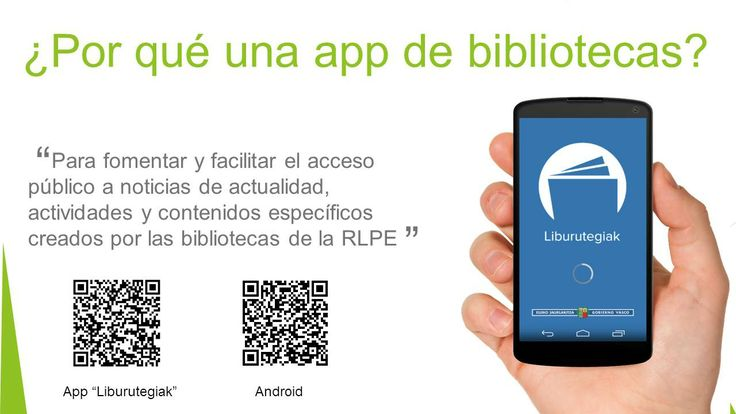 ¿Por qué una app de bibliotecas?
“Para fomentar y facilitar el acceso
público a noticias de actualidad,
actividades y contenidos específicos
creados por las bibliotecas de la RLPE ”
Liburutegiak
EUSKO JAURLARITZA GOBIERNO VASCO
App “Liburutegiak”
Android